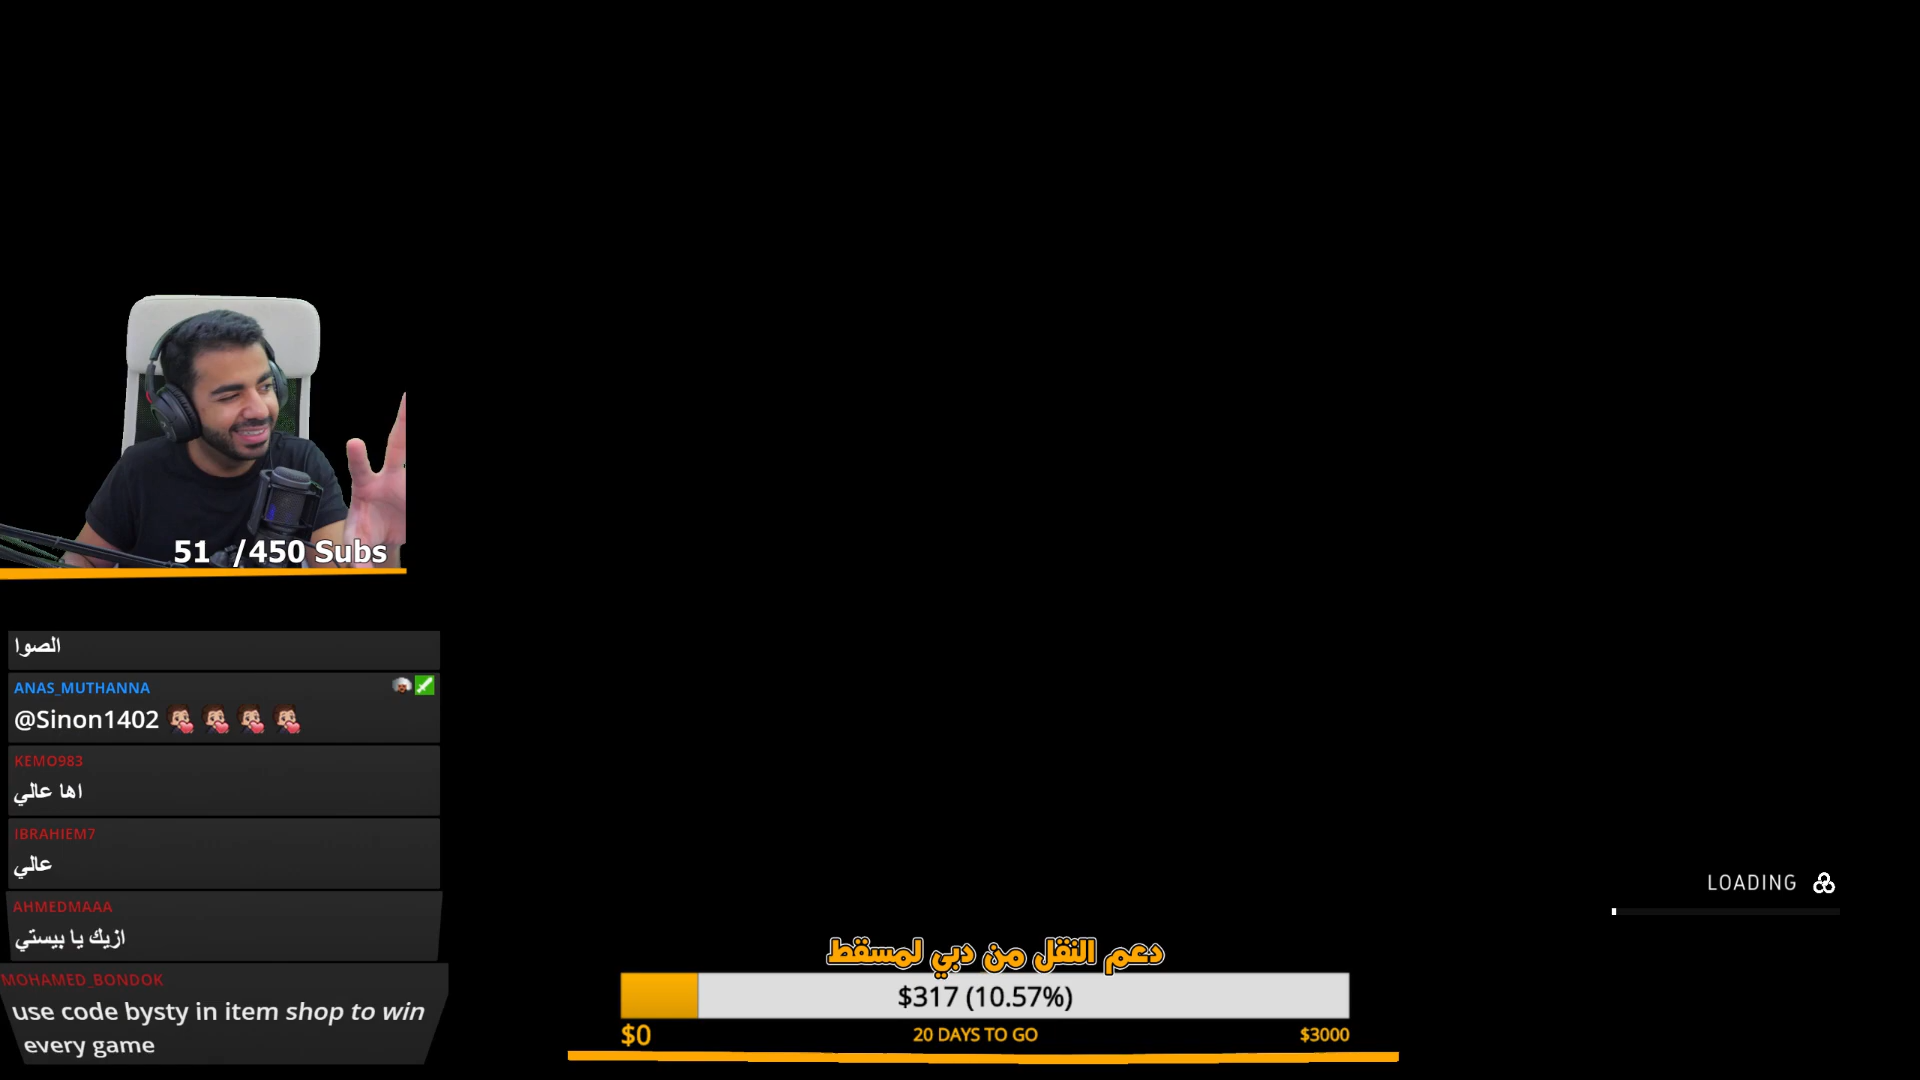 51 /450 Subs
الصوا
ANAS_MUTHANNA
@Sinon1402
KEMO983
اها عالي
IBRAHIEM7
عالي
AHMEDMAAA
ازيك يا بيستي
MOHAMED_BONDOK
use code bysty in item shop to win
every game
LOADING
دعم النقل من دبي لمسقط
$317 (10.57%)
$0
20 DAYS TO GO
$3000